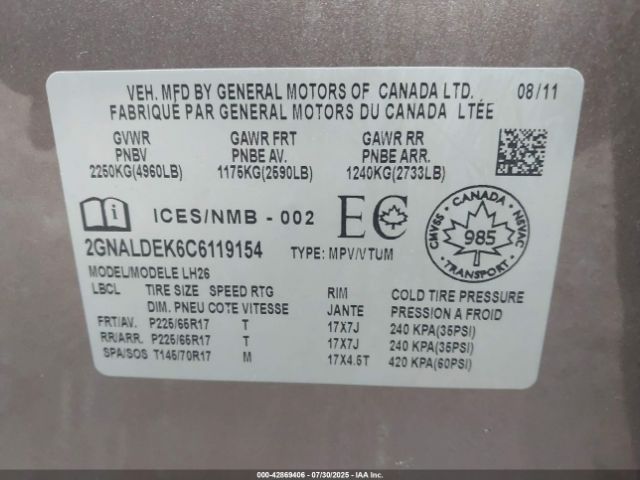 VEH. MFD BY GENERAL MOTORS OF CANADA LTD. 08/11
FABRIQUE PAR GENERAL MOTORS DU CANADA LTÉE
GVWR GAWR FRT GAWR RR
PNBV PNBE AV. PNBE ARR.
2250KG(4960LB) 1175KG(2590LB) 1240KG(2733LB)
i ICES/NMB - 002 EC
CANADA
CMVSS 985 NSVAC
TRANSPORT
2GNALDEK6C6119154 TYPE: MPV/VTUM
MODEL/MODELE LH26
LBCL TIRE SIZE SPEED RTG RIM COLD TIRE PRESSURE
DIM. PNEU COTE VITESSE JANTE PRESSION A FROID
FRT/AV. P225/65R17 T 17X7J 240 KPA(35PSI)
RR/ARR. P225/65R17 T 17X7J 240 KPA(35PSI)
SPA/SOS T145/70R17 M 17X4.5T 420 KPA(60PSI)
000-42869406 | 07/30/2025 | IAA Inc.